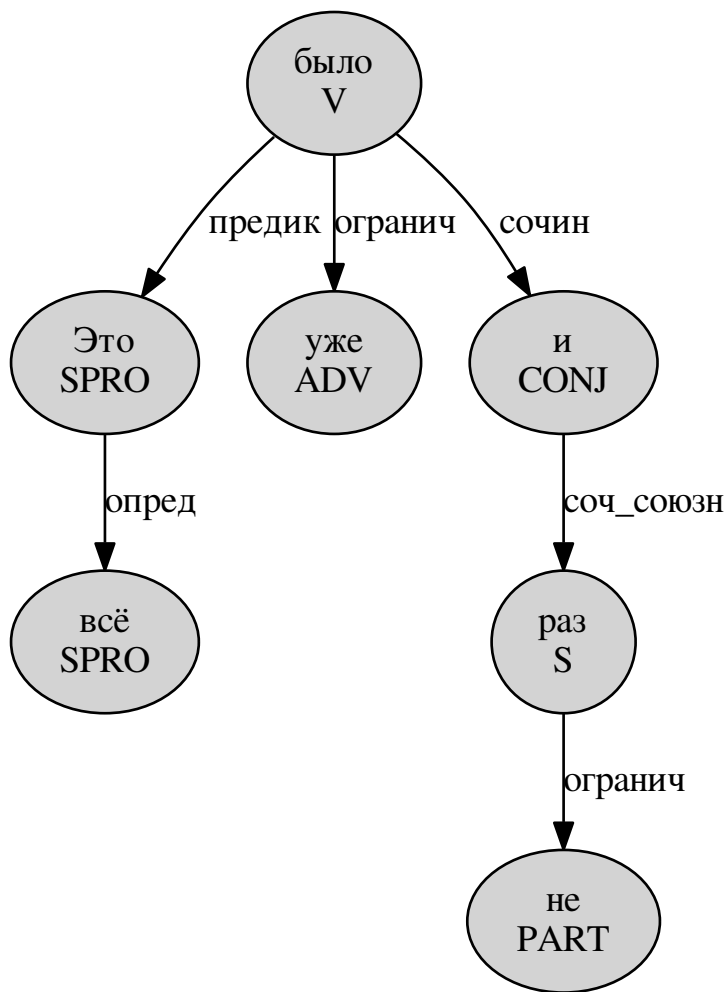 было
V
предик
огранич
сочин
Это
SPRO
уже
ADV
и
CONJ
опред
соч_союзн
всё
SPRO
раз
S
огранич
не
PART